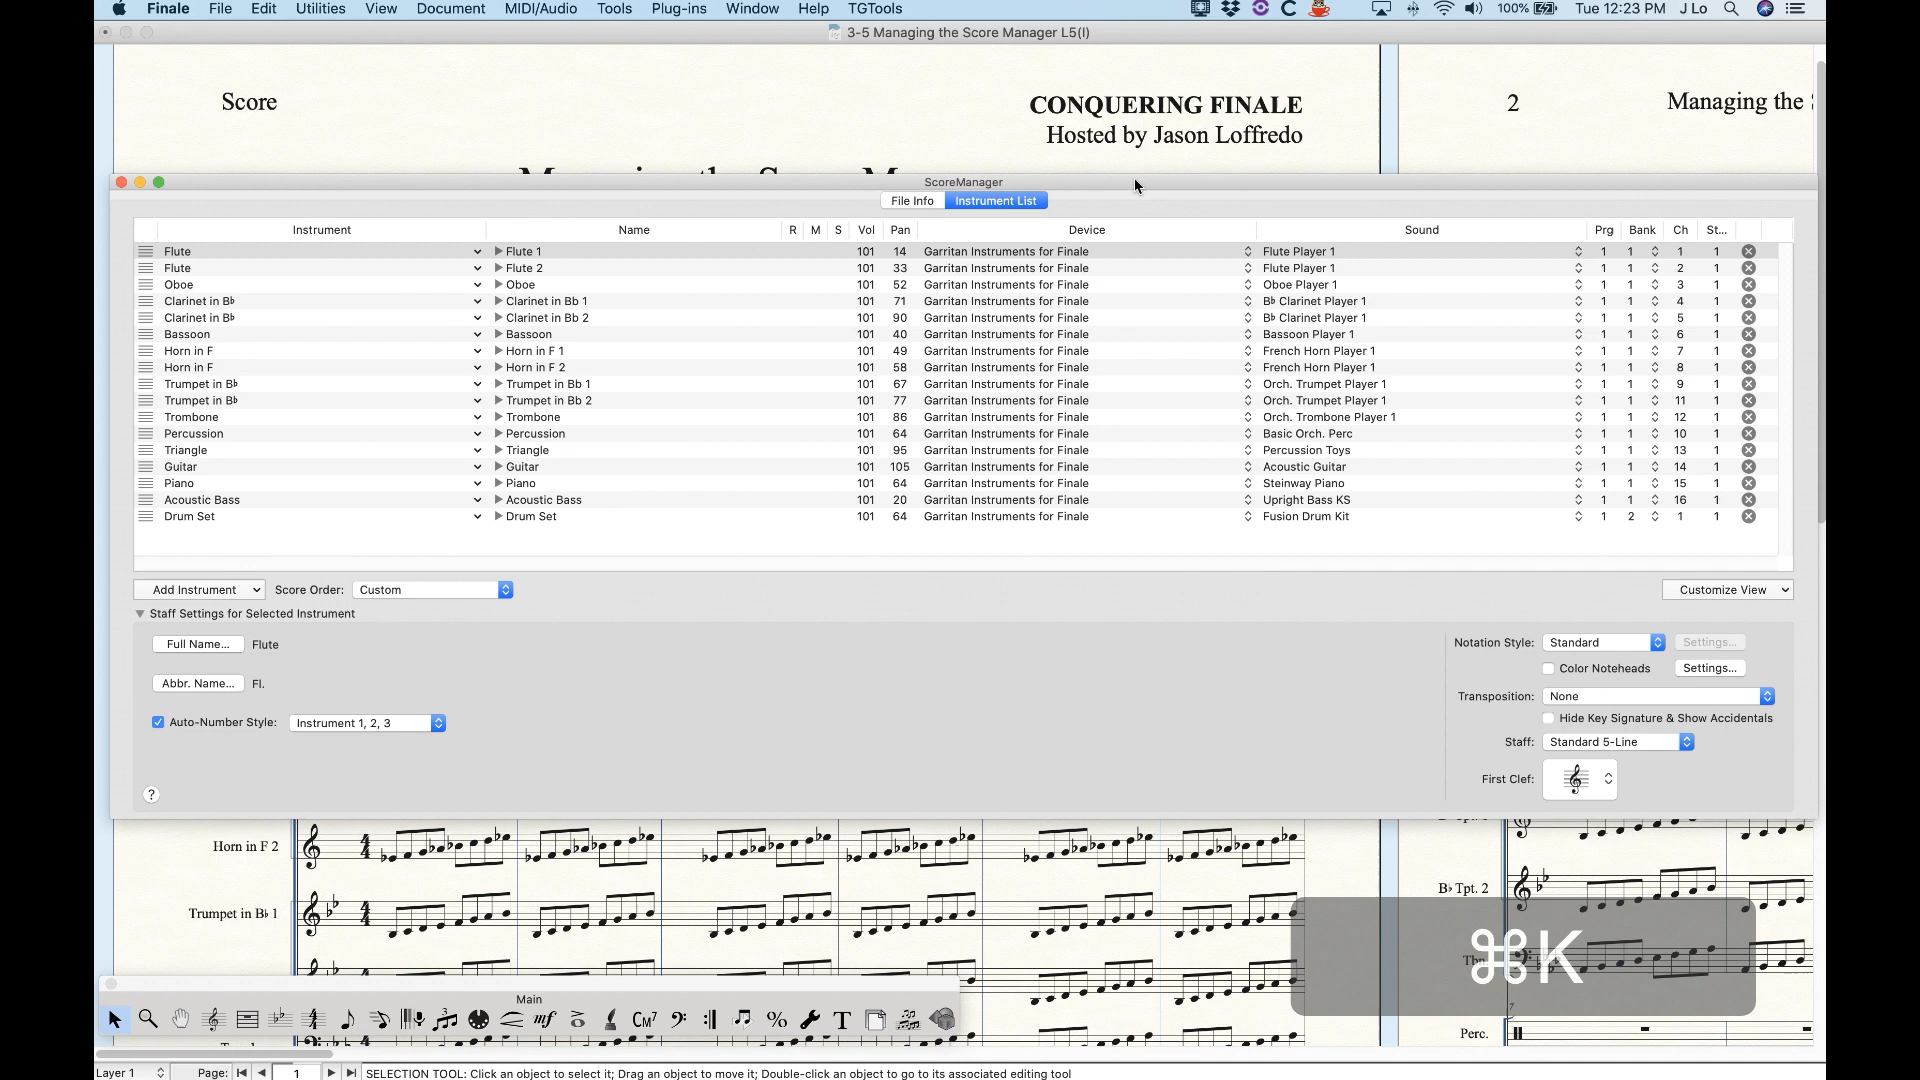 Finale File Edit Utilities View Document MIDI/Audio Tools Plug-ins Window Help TGTools 100% Tue 12:23 PM J Lo
3-5 Managing the Score Manager L5(I)
Score
CONQUERING FINALE
Hosted by Jason Loffredo
2
Managing the
ScoreManager
File Info Instrument List
Instrument Name R M S Vol Pan Device Sound Prg Bank Ch St...
Flute Flute 1 101 14 Garritan Instruments for Finale Flute Player 1 1 1 1 1
Flute Flute 2 101 33 Garritan Instruments for Finale Flute Player 1 1 1 2 1
Oboe Oboe 101 52 Garritan Instruments for Finale Oboe Player 1 1 1 3 1
Clarinet in B♭ Clarinet in Bb 1 101 71 Garritan Instruments for Finale B♭ Clarinet Player 1 1 1 4 1
Clarinet in B♭ Clarinet in Bb 2 101 90 Garritan Instruments for Finale B♭ Clarinet Player 1 1 1 5 1
Bassoon Bassoon 101 40 Garritan Instruments for Finale Bassoon Player 1 1 1 6 1
Horn in F Horn in F 1 101 49 Garritan Instruments for Finale French Horn Player 1 1 1 7 1
Horn in F Horn in F 2 101 58 Garritan Instruments for Finale French Horn Player 1 1 1 8 1
Trumpet in B♭ Trumpet in Bb 1 101 67 Garritan Instruments for Finale Orch. Trumpet Player 1 1 1 9 1
Trumpet in B♭ Trumpet in Bb 2 101 77 Garritan Instruments for Finale Orch. Trumpet Player 1 1 1 11 1
Trombone Trombone 101 86 Garritan Instruments for Finale Orch. Trombone Player 1 1 1 12 1
Percussion Percussion 101 64 Garritan Instruments for Finale Basic Orch. Perc 1 1 10 1
Triangle Triangle 101 95 Garritan Instruments for Finale Percussion Toys 1 1 13 1
Guitar Guitar 101 105 Garritan Instruments for Finale Acoustic Guitar 1 1 14 1
Piano Piano 101 64 Garritan Instruments for Finale Steinway Piano 1 1 15 1
Acoustic Bass Acoustic Bass 101 20 Garritan Instruments for Finale Upright Bass KS 1 1 16 1
Drum Set Drum Set 101 64 Garritan Instruments for Finale Fusion Drum Kit 1 2 1 1
Add Instrument Score Order: Custom Customize View
Staff Settings for Selected Instrument
Full Name... Flute
Notation Style: Standard Settings...
Color Noteheads Settings...
Abbr. Name... Fl.
Transposition: None
Hide Key Signature & Show Accidentals
Auto-Number Style: Instrument 1, 2, 3
Staff: Standard 5-Line
First Clef:
?
Horn in F 2
B♭ Tpt. 2
Trumpet in B♭ 1
⌘K
Tbn.
Main
mf CM7 % T
7
Perc.
Layer 1 Page: 1 SELECTION TOOL: Click an object to select it; Drag an object to move it; Double-click an object to go to its associated editing tool